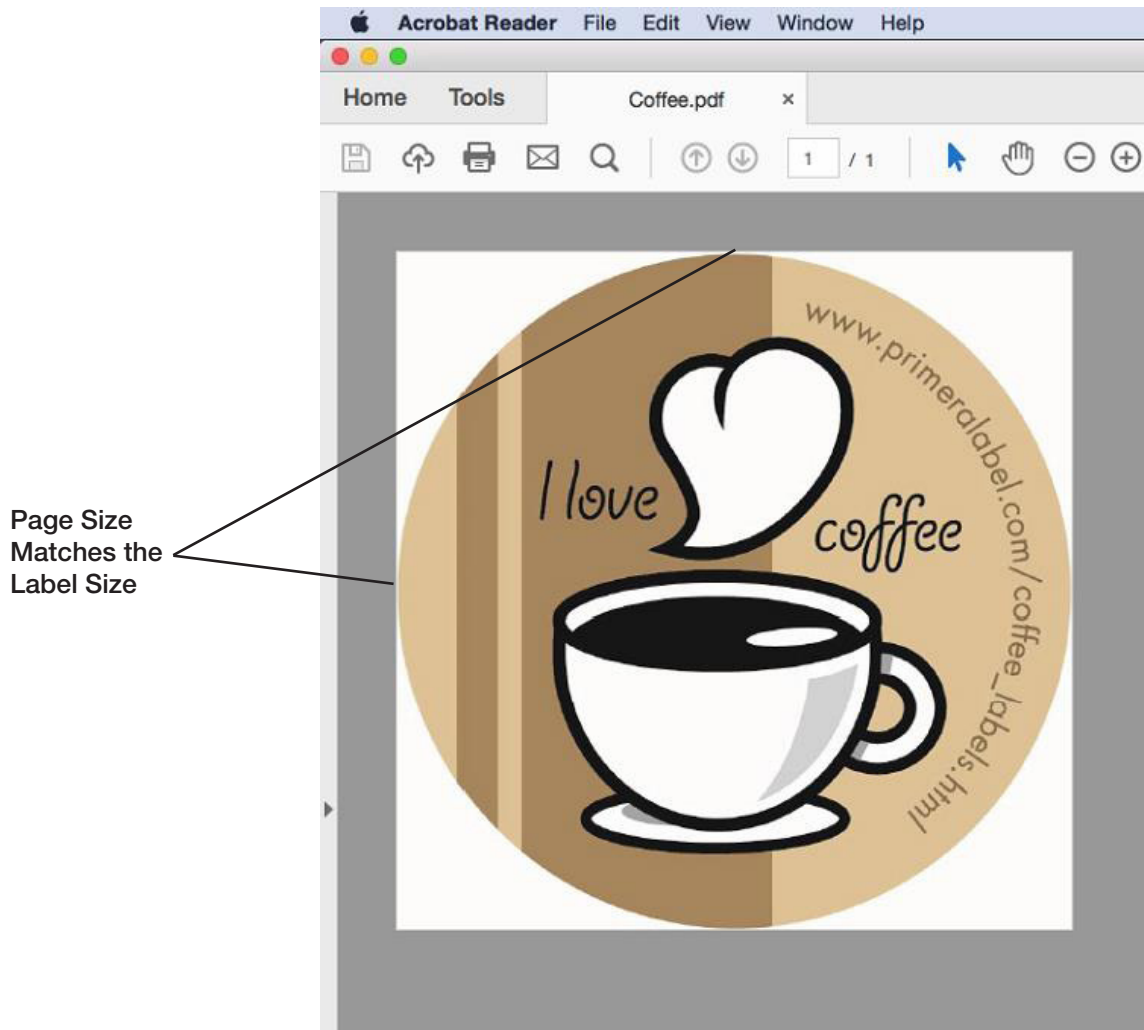 Acrobat Reader File Edit View Window Help
Home Tools Coffee.pdf ×
1 / 1
www.primeralabel.com/coffee_labels.html
I love
coffee
Page Size
Matches the
Label Size